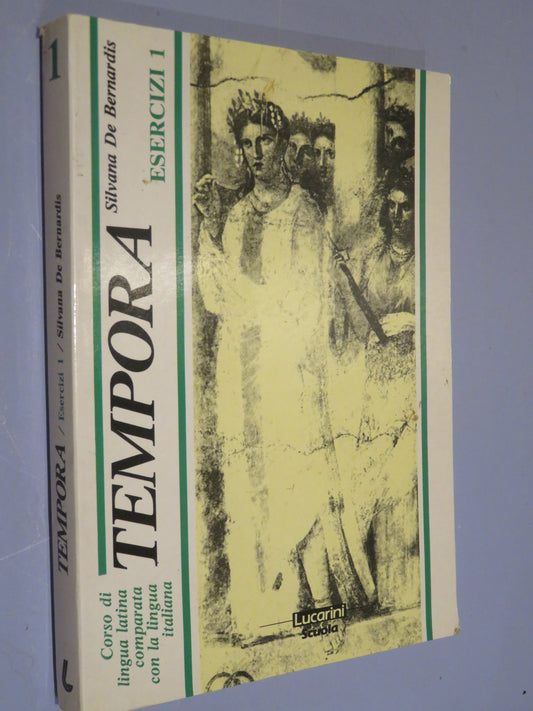 1
TEMPORA / Esercizi 1 / Silvana De Bernardis
Silvana De Bernardis
ESERCIZI 1
TEMPORA
Corso di
lingua latina
comparata
con la lingua
italiana
Lucarini
Scuola